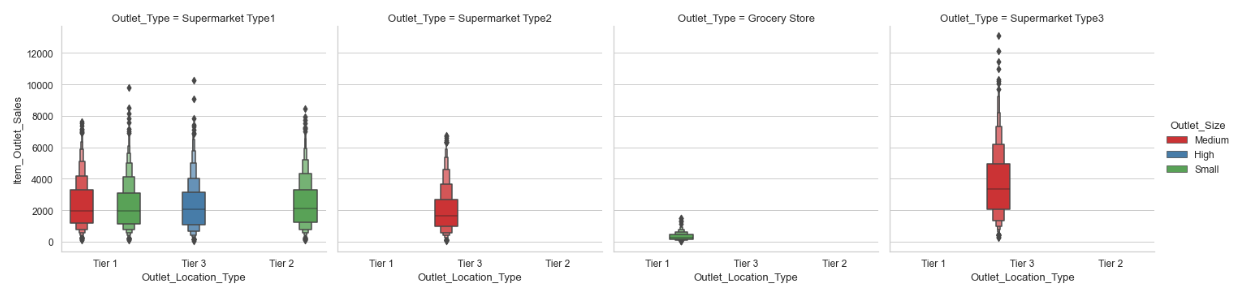 Outlet_Type = Supermarket Type1
Outlet_Type = Supermarket Type2
Outlet_Type = Grocery Store
Outlet_Type = Supermarket Type3
Item_Outlet_Sales
12000
10000
8000
6000
4000
2000
0
Tier 1 Tier 3 Tier 2
Outlet_Location_Type
Tier 1 Tier 3 Tier 2
Outlet_Location_Type
Tier 1 Tier 3 Tier 2
Outlet_Location_Type
Tier 1 Tier 3 Tier 2
Outlet_Location_Type
Outlet_Size
Medium
High
Small